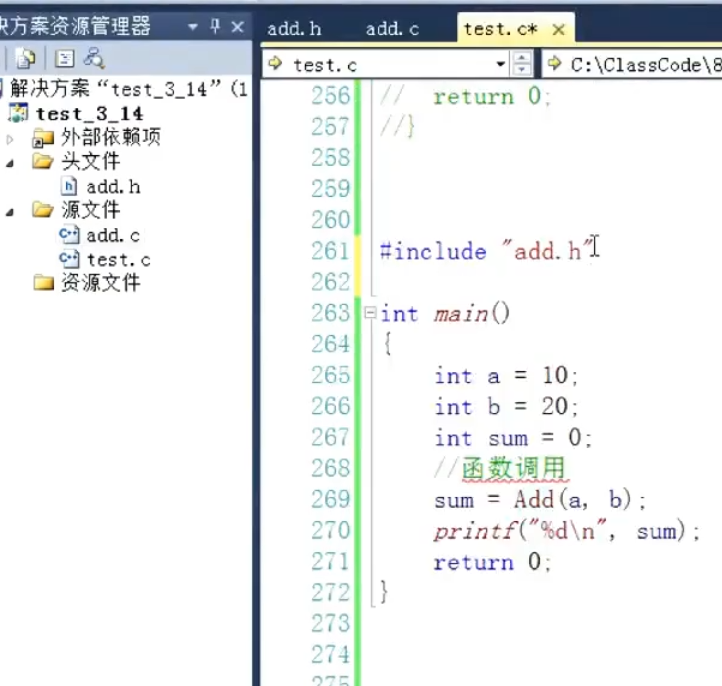 决方案资源管理器
解决方案“test_3_14”(1
test_3_14
外部依赖项
头文件
add.h
源文件
add.c
test.c
资源文件
add.h add.c test.c*
test.c C:\ClassCode\8
256 // return 0;
257 //}
258
259
260
261 #include "add.h"
262
263 int main()
264 {
265 int a = 10;
266 int b = 20;
267 int sum = 0;
268 //函数调用
269 sum = Add(a, b);
270 printf("%d\n", sum);
271 return 0;
272 }
273
274
275